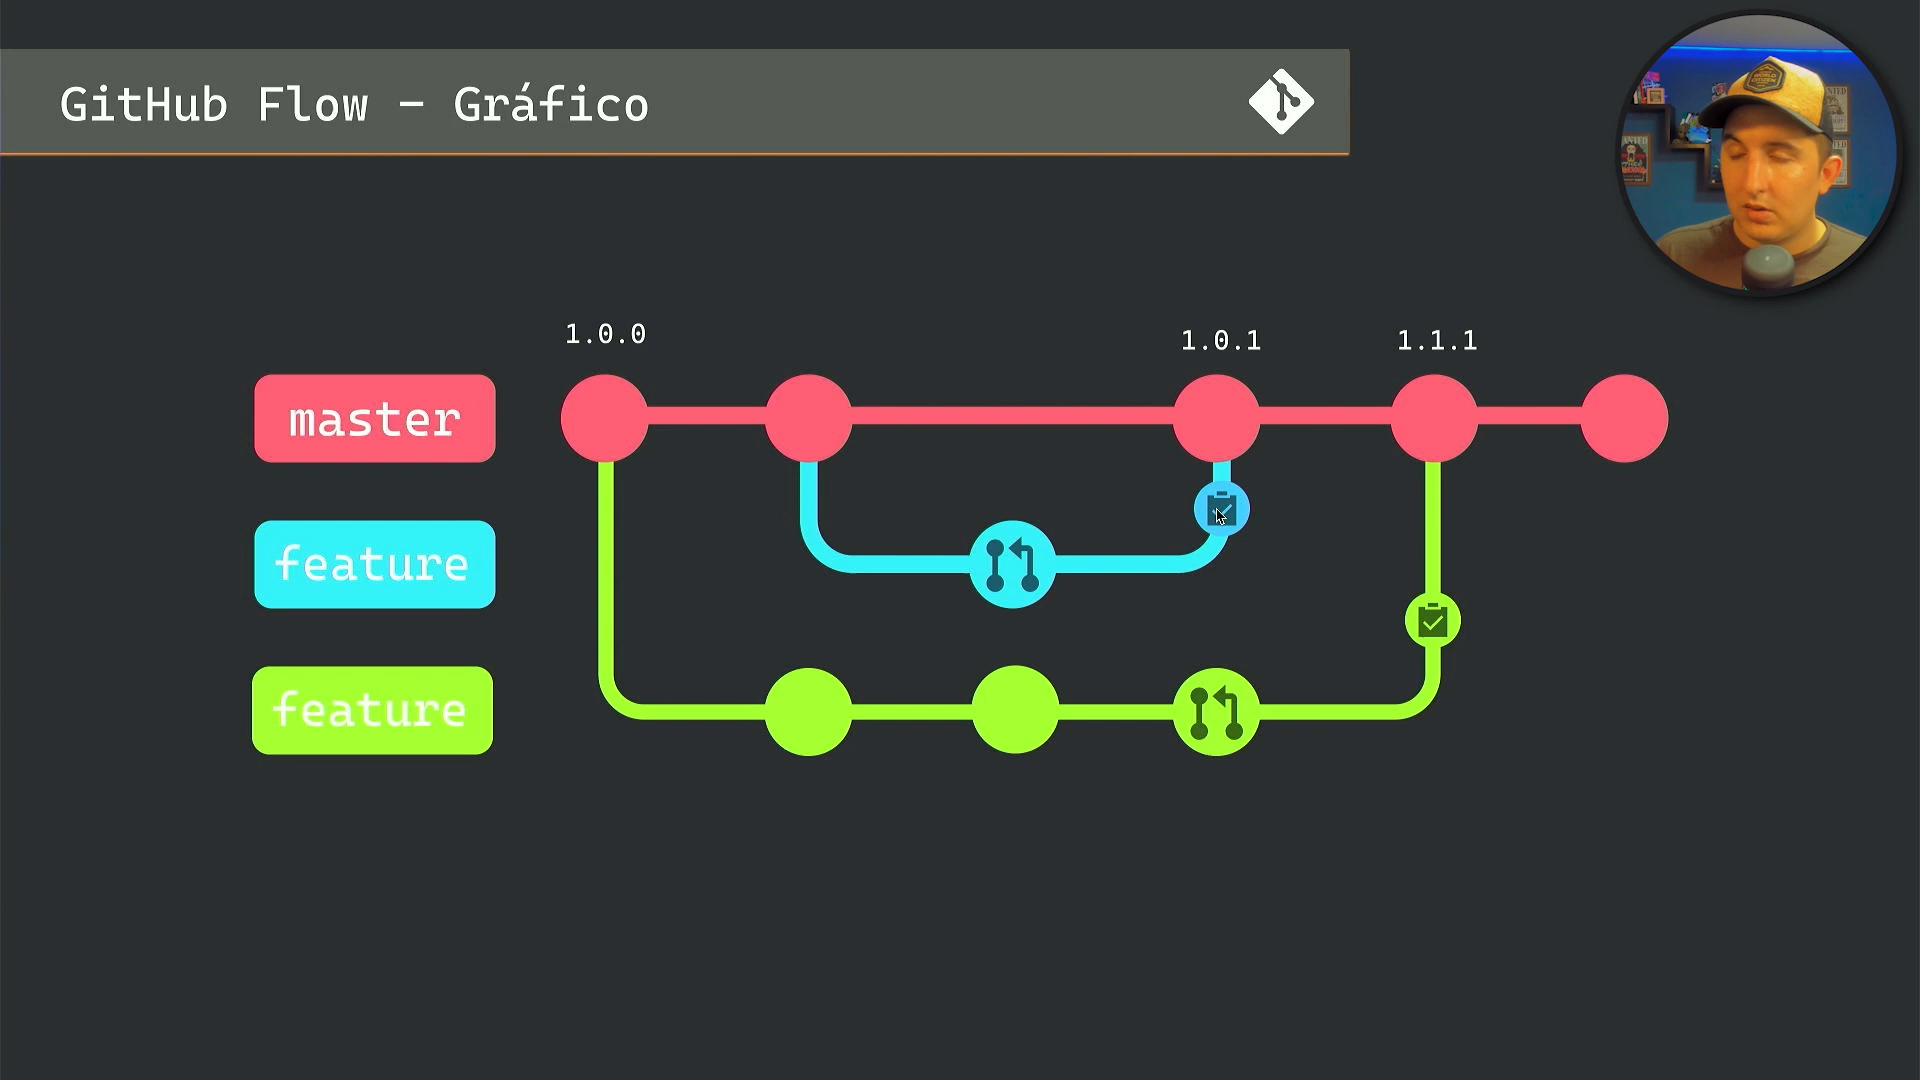 GitHub Flow - Gráfico
1.0.0
1.0.1
1.1.1
master
feature
feature